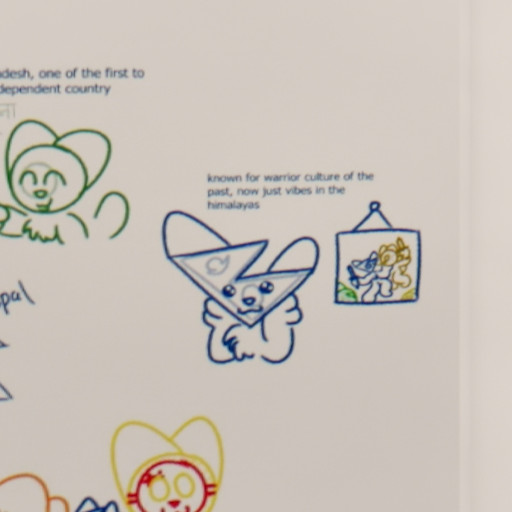 desh, one of the first to
dependent country
known for warrior culture of the
past, now just vibes in the
himalayas
pal